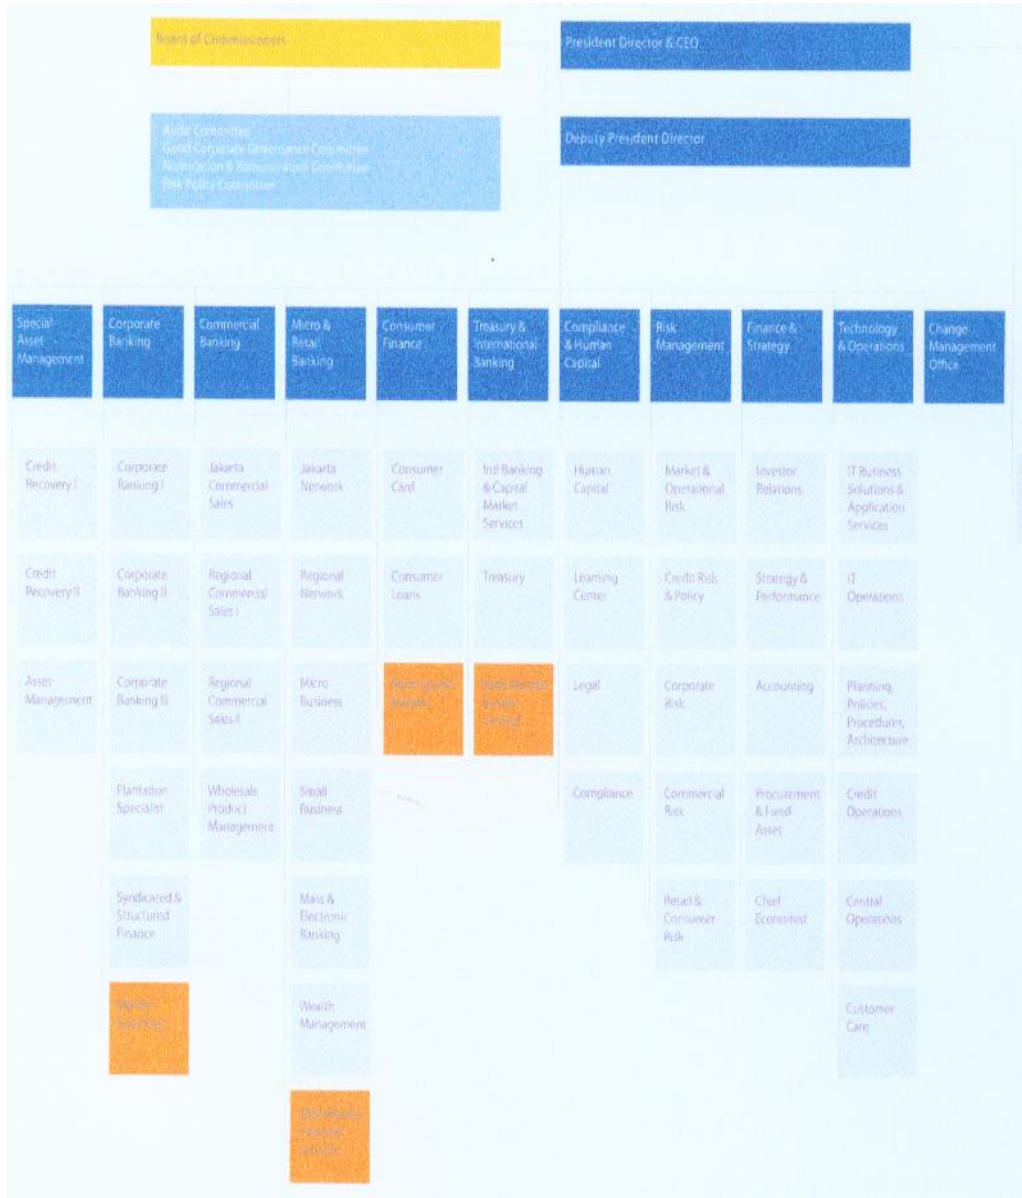 Board of Commissioners
President Director & CEO
Audit Committee
Good Corporate Governance Committee
Nomination & Remuneration Committee
Risk Policy Committee
Deputy President Director
Special
Asset
Management
Corporate
Banking
Commercial
Banking
Micro &
Retail
Banking
Consumer
Finance
Treasury &
International
Banking
Compliance
& Human
Capital
Risk
Management
Finance &
Strategy
Technology
& Operations
Change
Management
Office
Credit
Recovery I
Corporate
Banking I
Jakarta
Commercial
Sales
Jakarta
Network
Consumer
Card
Intl Banking
& Capital
Market
Services
Human
Capital
Market &
Operational
Risk
Investor
Relations
IT Business
Solutions &
Application
Services
Credit
Recovery II
Corporate
Banking II
Regional
Commercial
Sales I
Regional
Network
Consumer
Loans
Treasury
Learning
Center
Credit Risk
& Policy
Strategy &
Performance
IT
Operations
Asset
Management
Corporate
Banking III
Regional
Commercial
Sales II
Micro
Business
Legal
Corporate
Risk
Accounting
Planning,
Policies,
Procedures,
Architecture
Plantation
Specialist
Wholesale
Product
Management
Small
Business
Compliance
Commercial
Risk
Procurement
& Fixed
Asset
Credit
Operations
Syndicated &
Structured
Finance
Mass &
Electronic
Banking
Retail &
Consumer
Risk
Chief
Economist
Central
Operations
Wealth
Management
Customer
Care